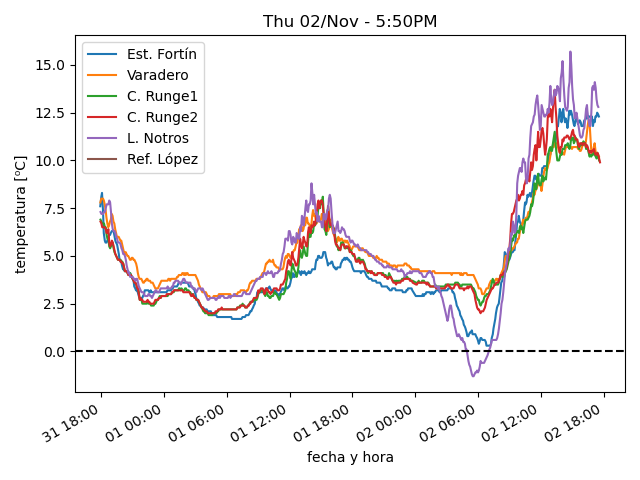 Thu 02/Nov - 5:50PM
Est. Fortín
Varadero
C. Runge1
C. Runge2
L. Notros
Ref. López
temperatura [ºC]
15.0
12.5
10.0
7.5
5.0
2.5
0.0
31 18:00
01 00:00
01 06:00
01 12:00
01 18:00
02 00:00
02 06:00
02 12:00
02 18:00
fecha y hora